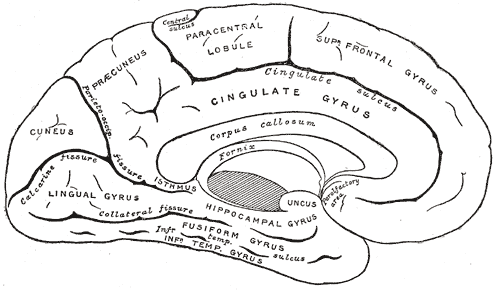 Central
sulcus
PARACENTRAL
LOBULE
SUPR FRONTAL GYRUS
PRÆCUNEUS
Cingulate sulcus
CINGULATE GYRUS
Parieto-occip. fissure
CUNEUS
Corpus callosum
Fornix
Calcarine fissure
ISTHMUS
LINGUAL GYRUS
UNCUS
Parolfactory
area
HIPPOCAMPAL GYRUS
Collateral fissure
FUSIFORM GYRUS
Infr temp. sulcus
INFR TEMP. GYRUS